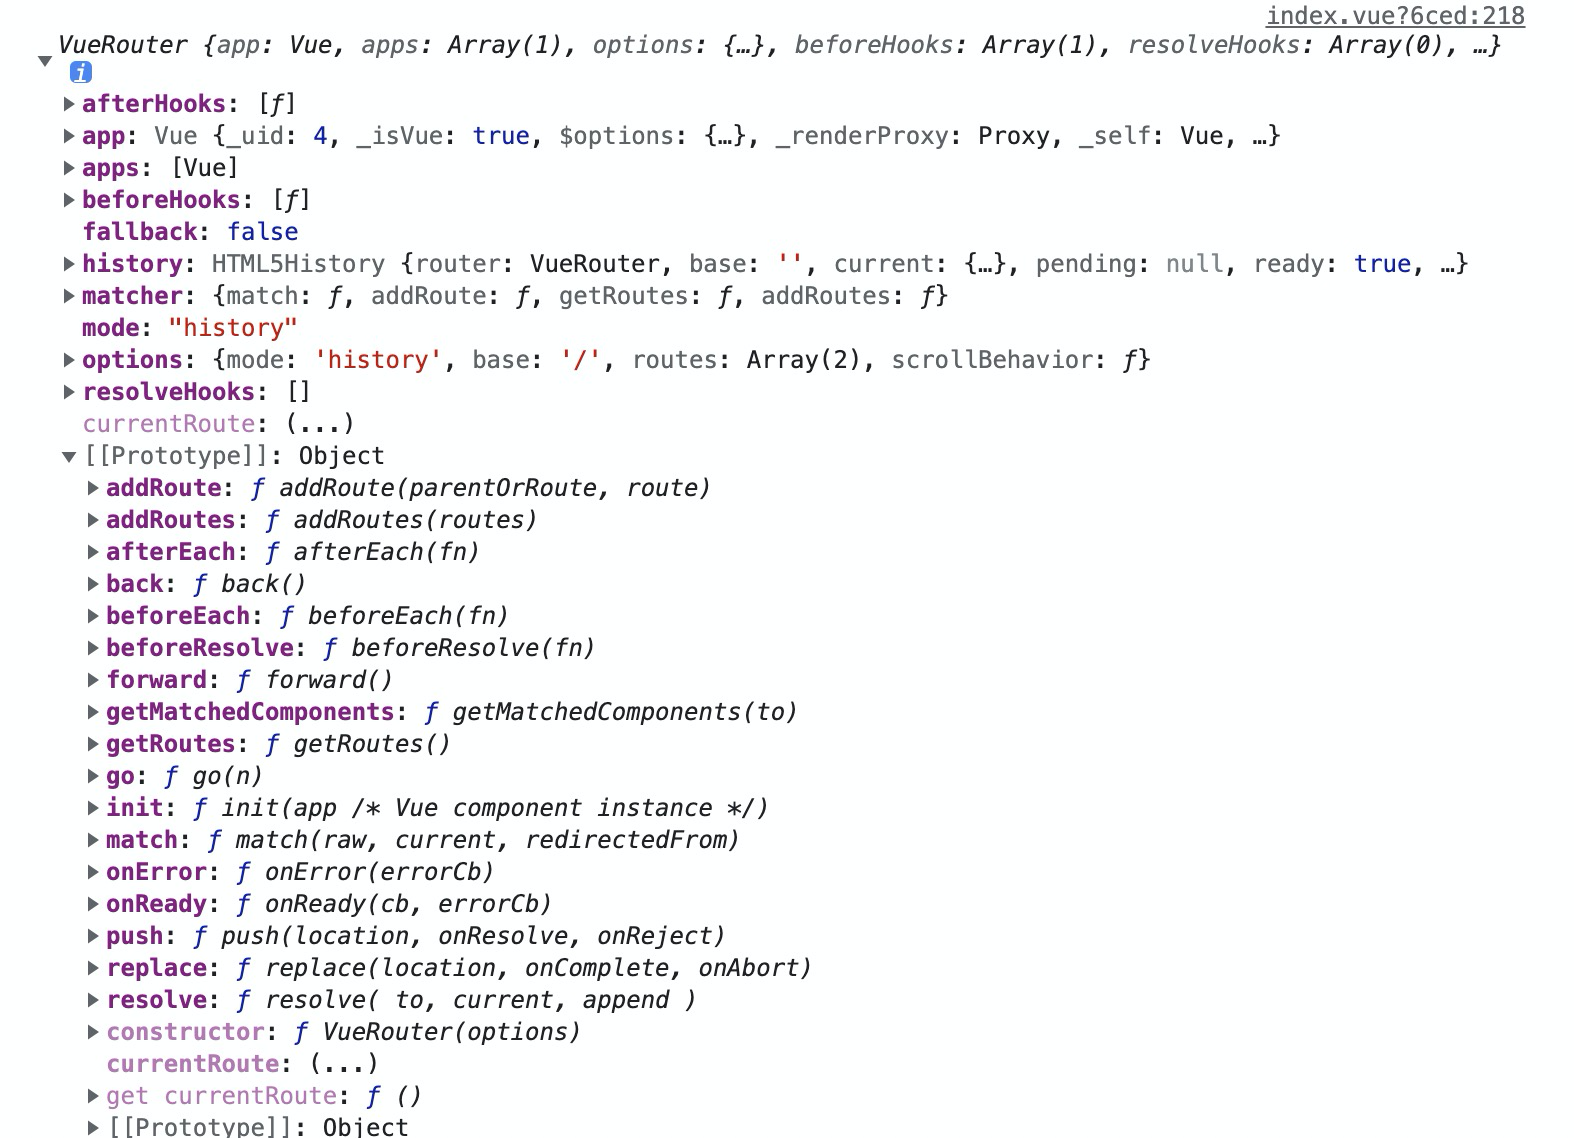 index.vue?6ced:218
VueRouter {app: Vue, apps: Array(1), options: {…}, beforeHooks: Array(1), resolveHooks: Array(0), …}
i
afterHooks: [ƒ]
app: Vue {_uid: 4, _isVue: true, $options: {…}, _renderProxy: Proxy, _self: Vue, …}
apps: [Vue]
beforeHooks: [ƒ]
fallback: false
history: HTML5History {router: VueRouter, base: '', current: {…}, pending: null, ready: true, …}
matcher: {match: ƒ, addRoute: ƒ, getRoutes: ƒ, addRoutes: ƒ}
mode: "history"
options: {mode: 'history', base: '/', routes: Array(2), scrollBehavior: ƒ}
resolveHooks: []
currentRoute: (...)
[[Prototype]]: Object
addRoute: ƒ addRoute(parentOrRoute, route)
addRoutes: ƒ addRoutes(routes)
afterEach: ƒ afterEach(fn)
back: ƒ back()
beforeEach: ƒ beforeEach(fn)
beforeResolve: ƒ beforeResolve(fn)
forward: ƒ forward()
getMatchedComponents: ƒ getMatchedComponents(to)
getRoutes: ƒ getRoutes()
go: ƒ go(n)
init: ƒ init(app /* Vue component instance */)
match: ƒ match(raw, current, redirectedFrom)
onError: ƒ onError(errorCb)
onReady: ƒ onReady(cb, errorCb)
push: ƒ push(location, onResolve, onReject)
replace: ƒ replace(location, onComplete, onAbort)
resolve: ƒ resolve( to, current, append )
constructor: ƒ VueRouter(options)
currentRoute: (...)
get currentRoute: ƒ ()
[[Prototype]]: Object